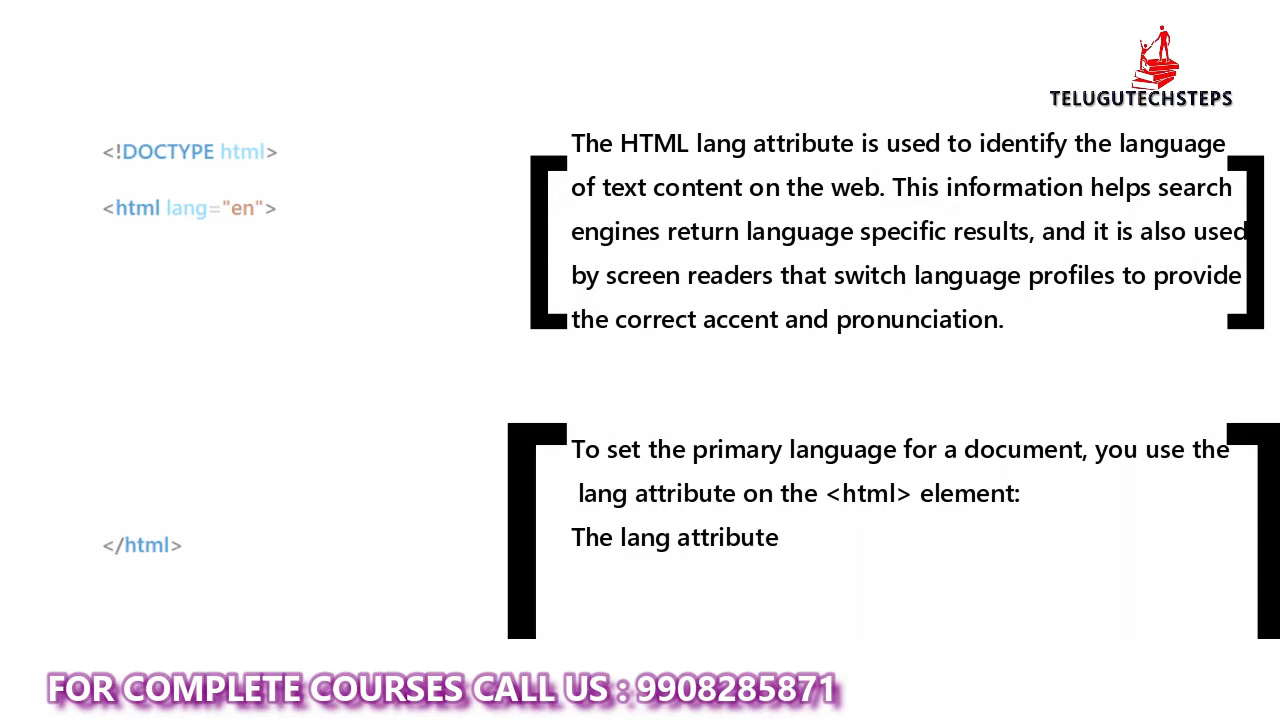 TELUGUTECHSTEPS
<!DOCTYPE html>
<html lang="en">
</html>
The HTML lang attribute is used to identify the language
of text content on the web. This information helps search
engines return language specific results, and it is also used
by screen readers that switch language profiles to provide
the correct accent and pronunciation.
To set the primary language for a document, you use the
lang attribute on the <html> element:
The lang attribute
FOR COMPLETE COURSES CALL US : 9908285871